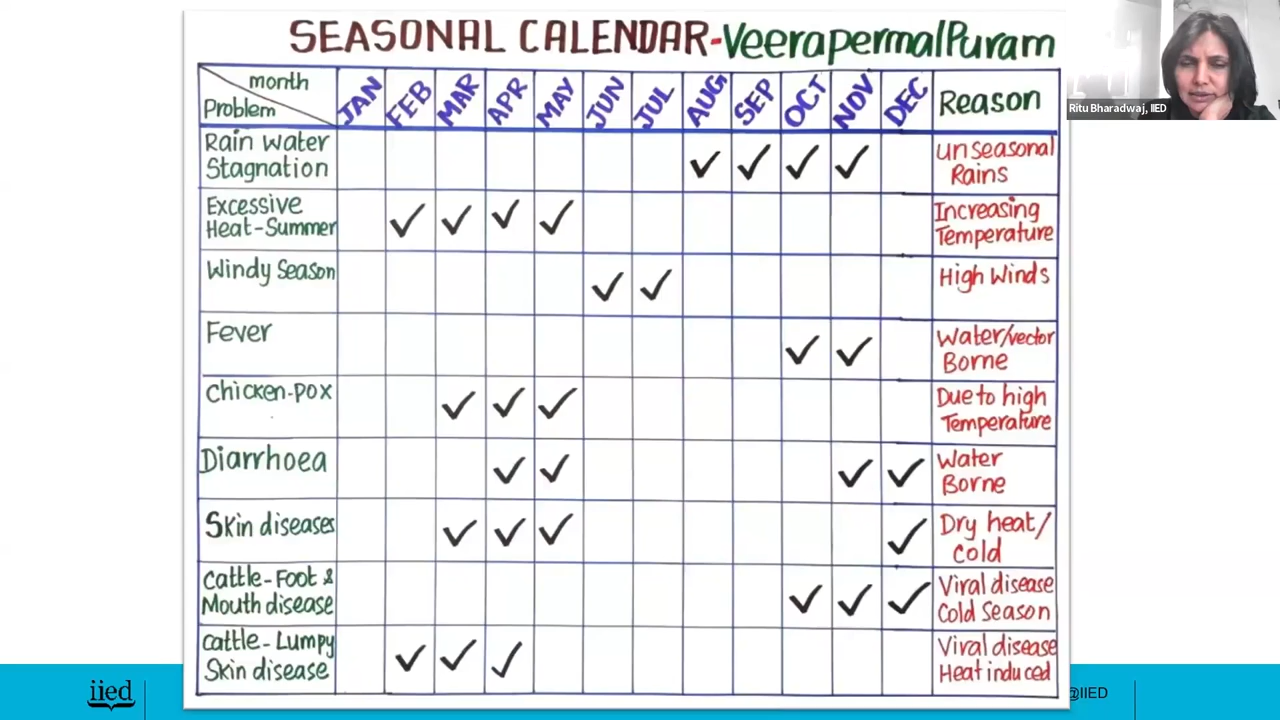 SEASONAL CALENDAR-VeerapermalPuram
month
Problem
JAN FEB MAR APR MAY JUN JUL AUG SEP OCT NOV DEC Reason
Rain water
Stagnation
unseasonal
Rains
Excessive
Heat-Summer
Increasing
Temperature
Windy Season
High Winds
Fever
Water/vector
Borne
Chicken-pox
Due to high
Temperature
Diarrhoea
Water
Borne
Skin diseases
Dry heat/
cold
Cattle-Foot &
Mouth disease
Viral disease
Cold Season
Cattle-Lumpy
Skin disease
Viral disease
Heat induced
Ritu Bharadwaj, IIED
iied
@IIED